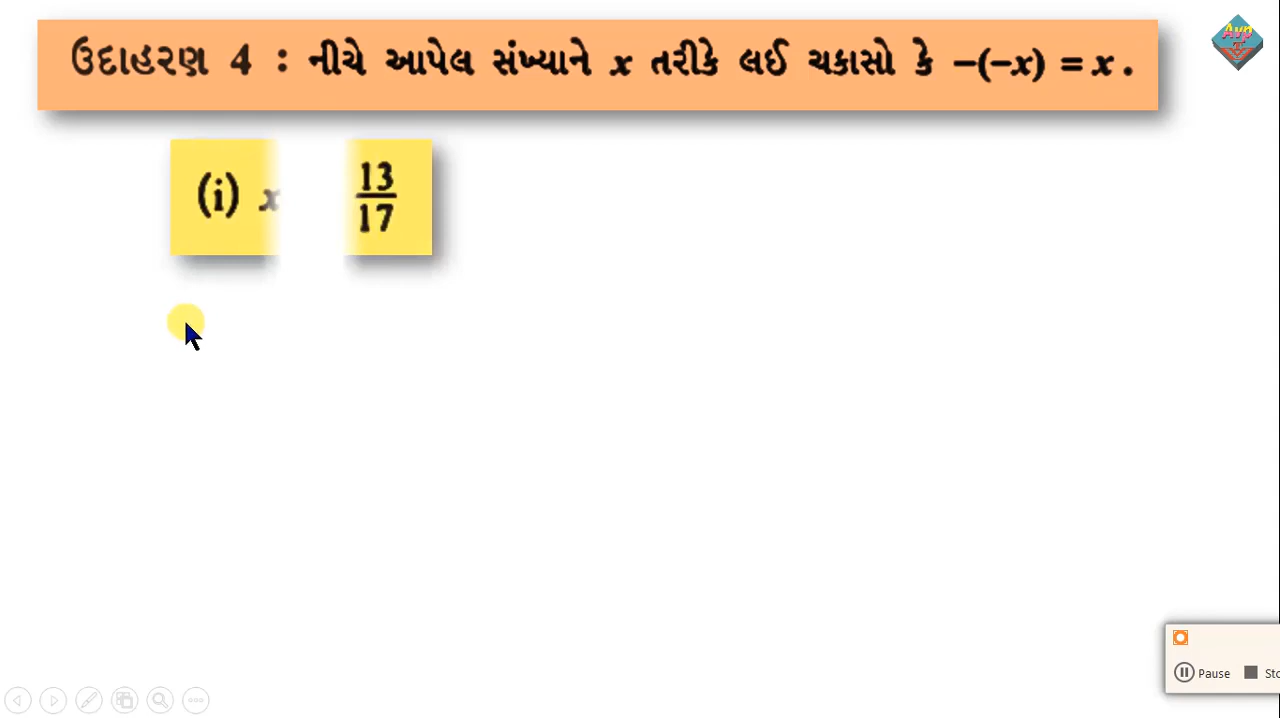 ઉદાહરણ 4 : નીચે આપેલ સંખ્યાને x તરીકે લઈ ચકાસો કે −(−x) = x .
(i) x
13
17
Pause